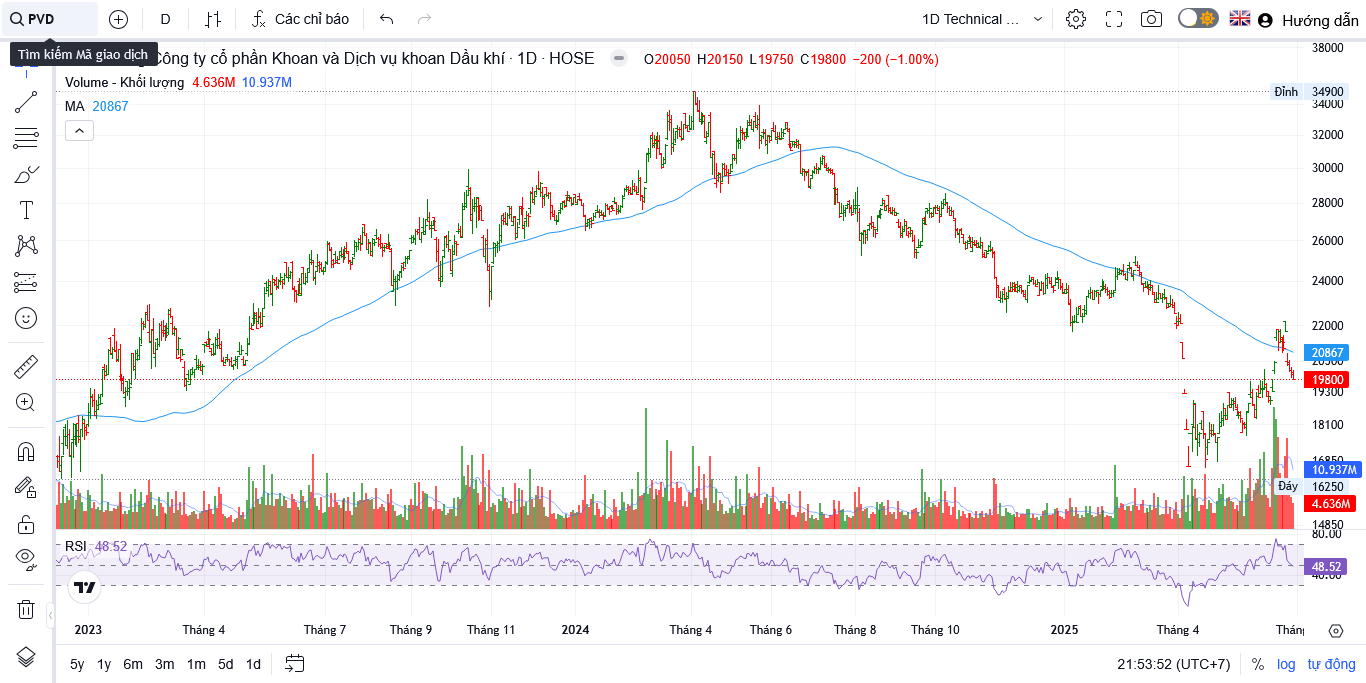 PVD D Các chỉ báo 1D Technical ... Hướng dẫn
Tìm kiếm Mã giao dịch
Công ty cổ phần Khoan và Dịch vụ khoan Dầu khí · 1D · HOSE O20050 H20150 L19750 C19800 −200 (−1.00%)
Volume - Khối lượng 4.636M 10.937M
MA 20867
38000
Đỉnh 34900
34000
32000
30000
28000
26000
24000
22000
20867
19800
19300
18100
16850
10.937M
Đáy 16250
4.636M
14850
80.00
RSI 48.52
48.52
40.00
2023 Tháng 4 Tháng 7 Tháng 9 Tháng 11 2024 Tháng 4 Tháng 6 Tháng 8 Tháng 10 2025 Tháng 4
5y 1y 6m 3m 1m 5d 1d 21:53:52 (UTC+7) % log tự động